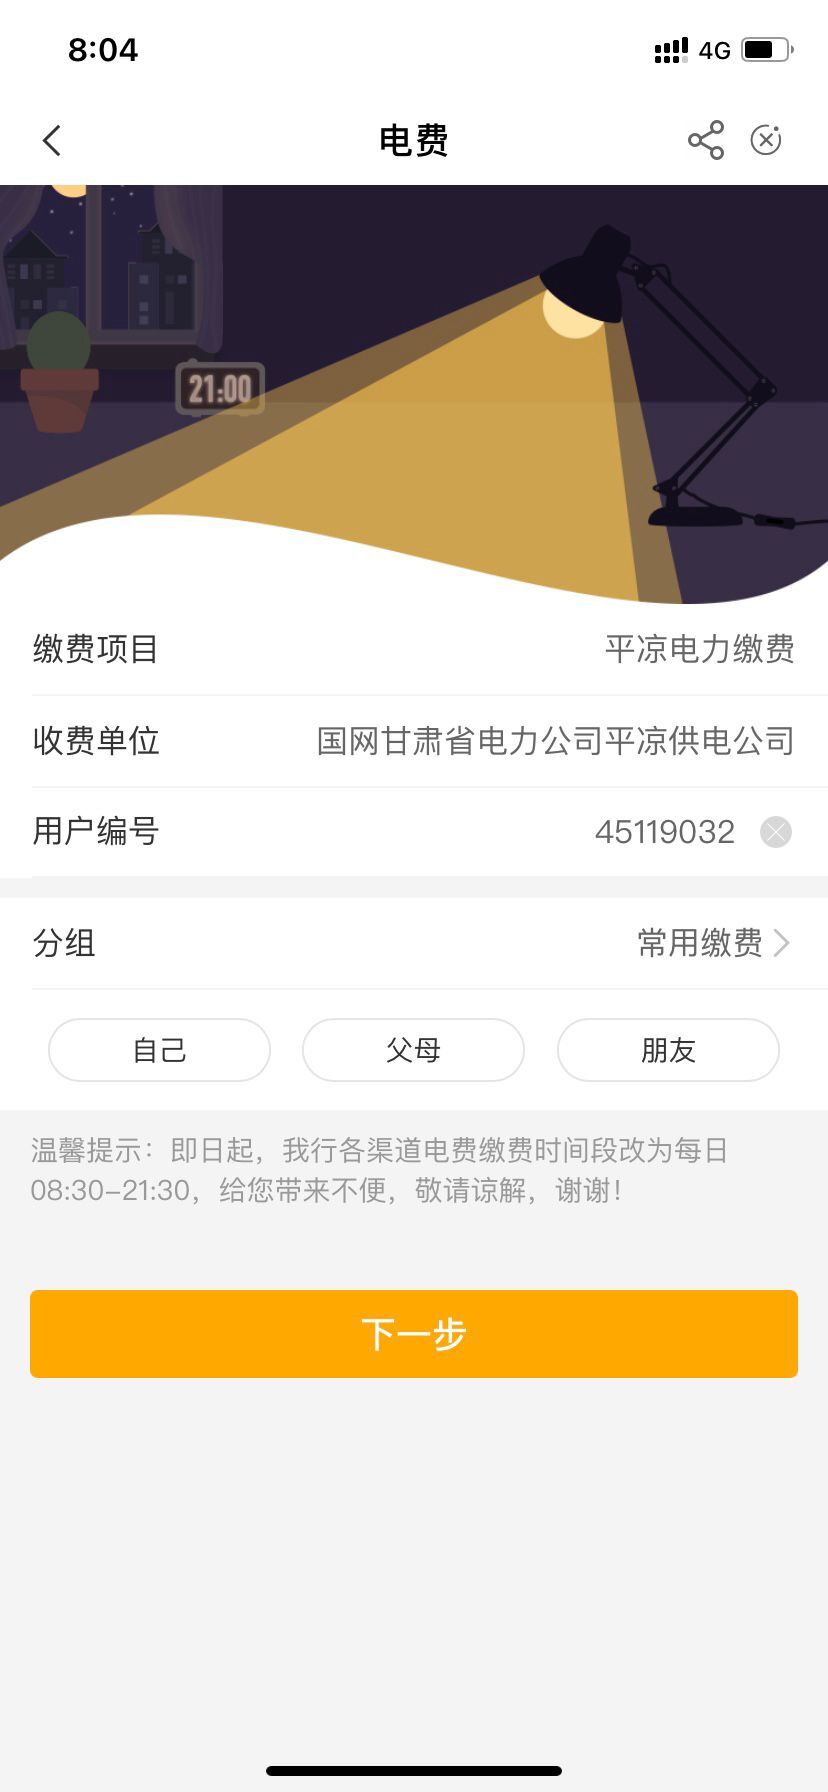 8:04
4G
电费
21:00
缴费项目 平凉电力缴费
收费单位 国网甘肃省电力公司平凉供电公司
用户编号 45119032
分组 常用缴费
自己 父母 朋友
温馨提示：即日起，我行各渠道电费缴费时间段改为每日
08:30-21:30，给您带来不便，敬请谅解，谢谢！
下一步